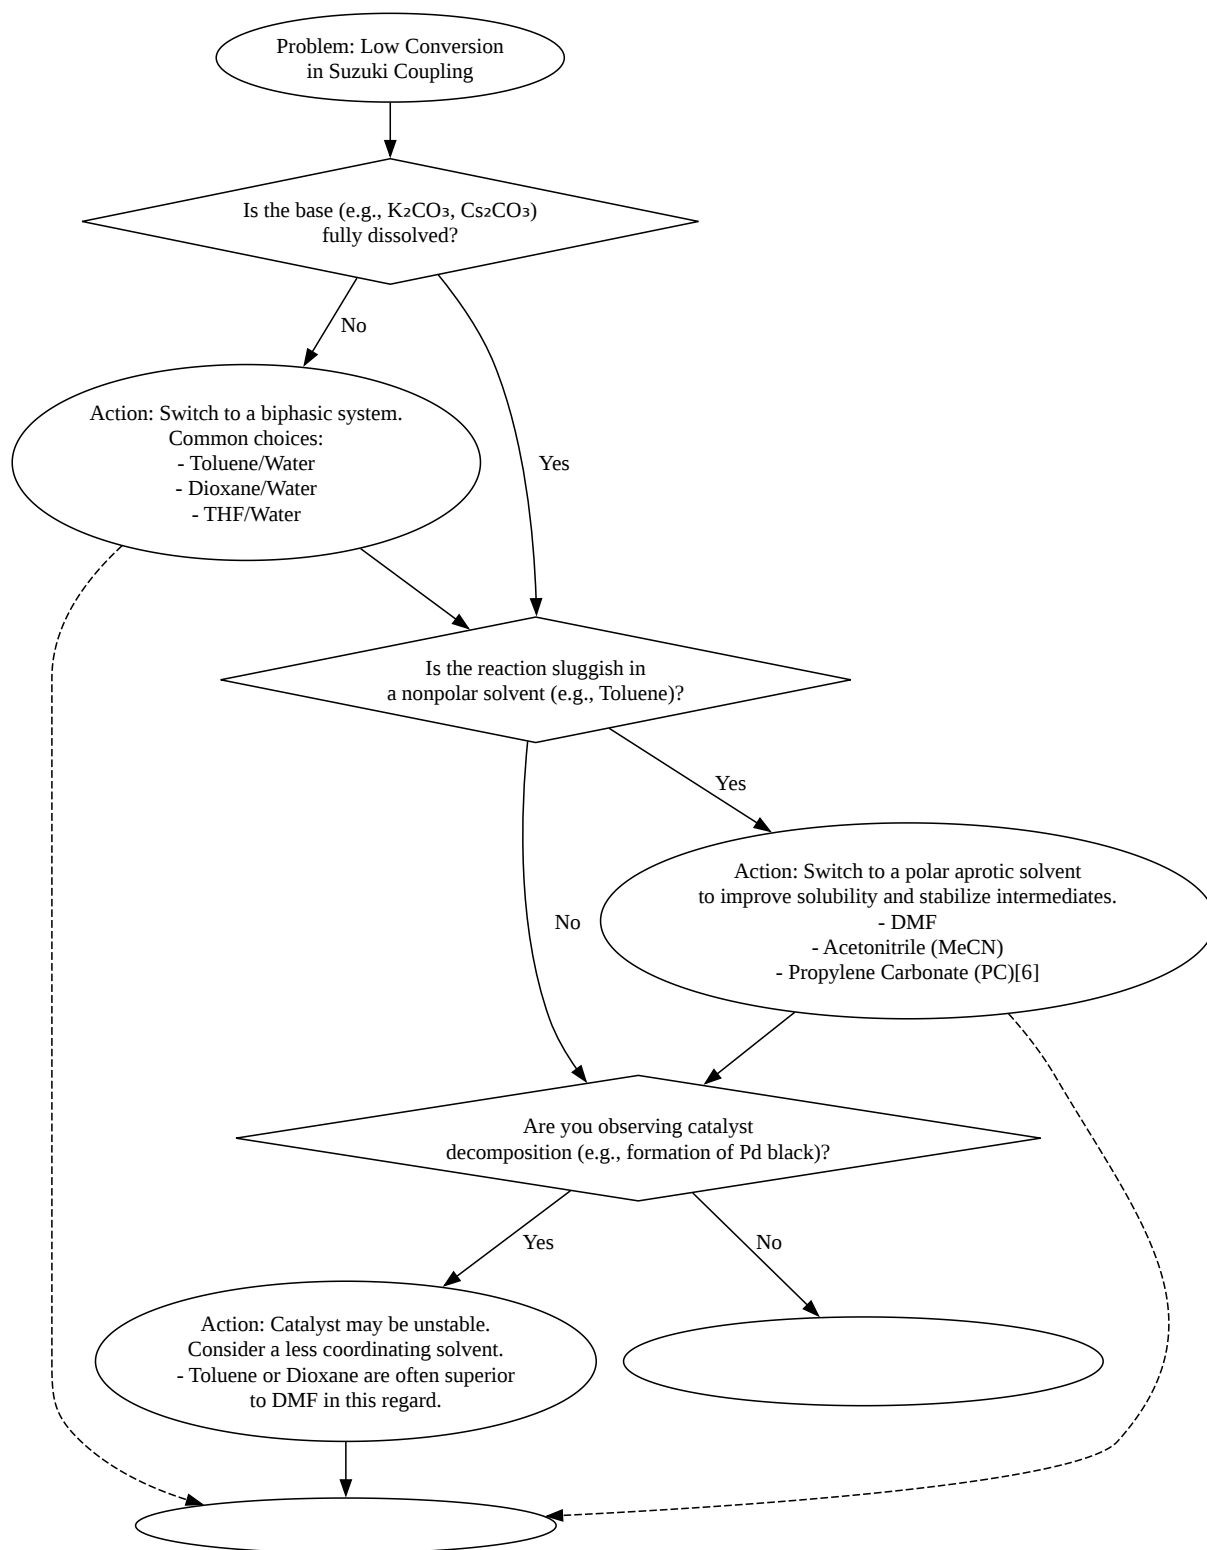 Problem: Low Conversion
in Suzuki Coupling
Is the base (e.g., K₂CO₃, Cs₂CO₃)
fully dissolved?
No
Yes
Action: Switch to a biphasic system.
Common choices:
- Toluene/Water
- Dioxane/Water
- THF/Water
Is the reaction sluggish in
a nonpolar solvent (e.g., Toluene)?
Yes
No
Action: Switch to a polar aprotic solvent
to improve solubility and stabilize intermediates.
- DMF
- Acetonitrile (MeCN)
- Propylene Carbonate (PC)[6]
Are you observing catalyst
decomposition (e.g., formation of Pd black)?
Yes
No
Action: Catalyst may be unstable.
Consider a less coordinating solvent.
- Toluene or Dioxane are often superior
to DMF in this regard.